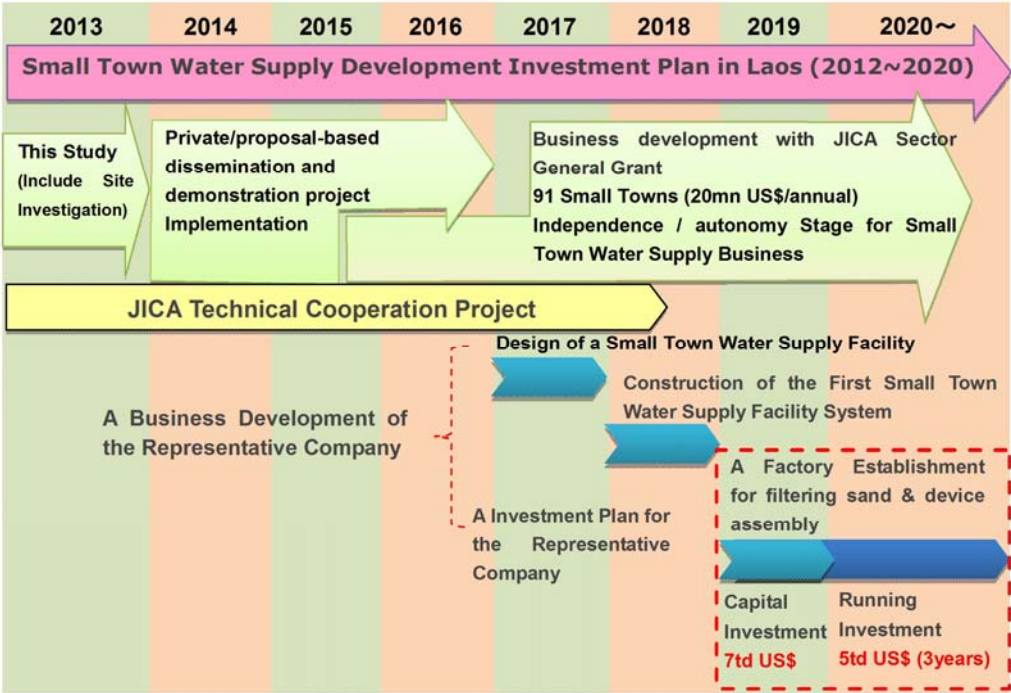 2013 2014 2015 2016 2017 2018 2019 2020～
Small Town Water Supply Development Investment Plan in Laos (2012~2020)
This Study
(Include Site
Investigation)
Private/proposal-based
dissemination and
demonstration project
Implementation
Business development with JICA Sector
General Grant
91 Small Towns (20mn US$/annual)
Independence / autonomy Stage for Small
Town Water Supply Business
JICA Technical Cooperation Project
Design of a Small Town Water Supply Facility
Construction of the First Small Town
Water Supply Facility System
A Business Development of
the Representative Company
A Factory Establishment
for filtering sand & device
assembly
A Investment Plan for
the Representative
Company
Capital
Investment
7td US$
Running
Investment
5td US$ (3years)